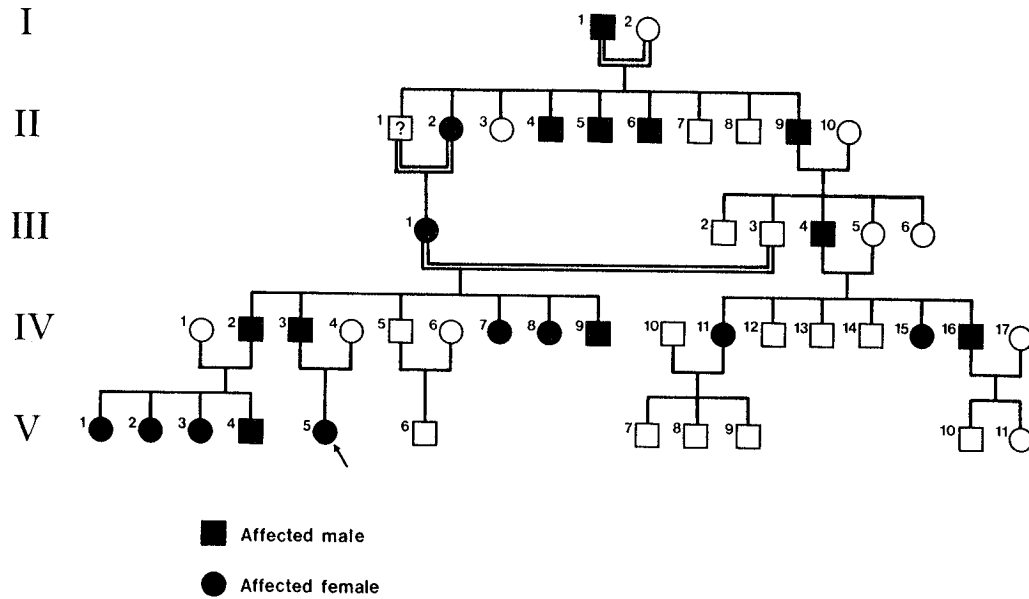 I
1 2
II
1 ? 2 3 4 5 6 7 8 9 10
III
1 2 3 4 5 6
IV
1 2 3 4 5 6 7 8 9 10 11 12 13 14 15 16 17
V
1 2 3 4 5 6 7 8 9 10 11
Affected male
Affected female